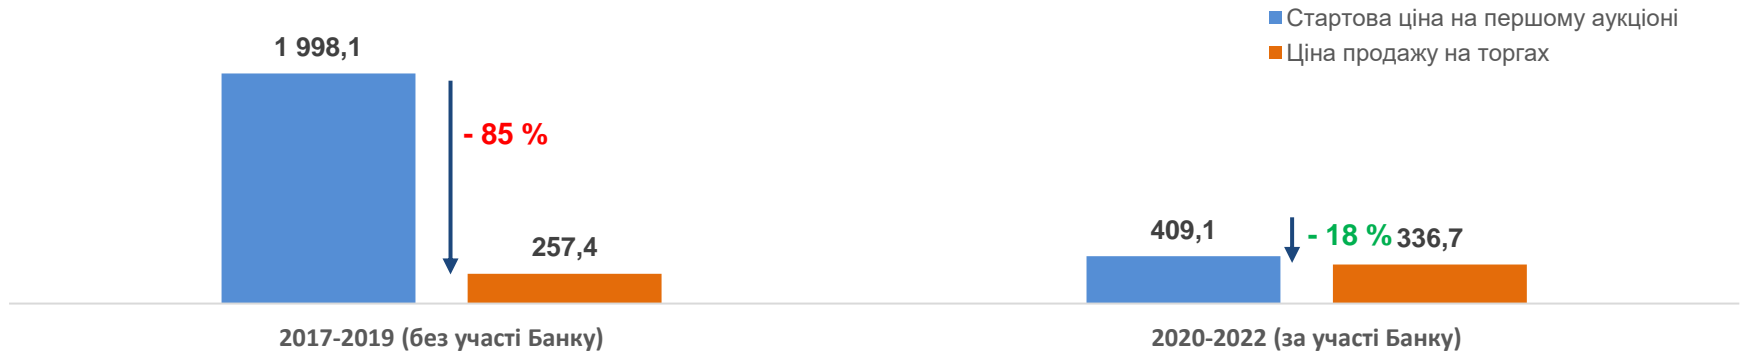 Стартова ціна на першому аукціоні
Ціна продажу на торгах
1 998,1
- 85 %
257,4
409,1
- 18 %
336,7
2017-2019 (без участі Банку)
2020-2022 (за участі Банку)